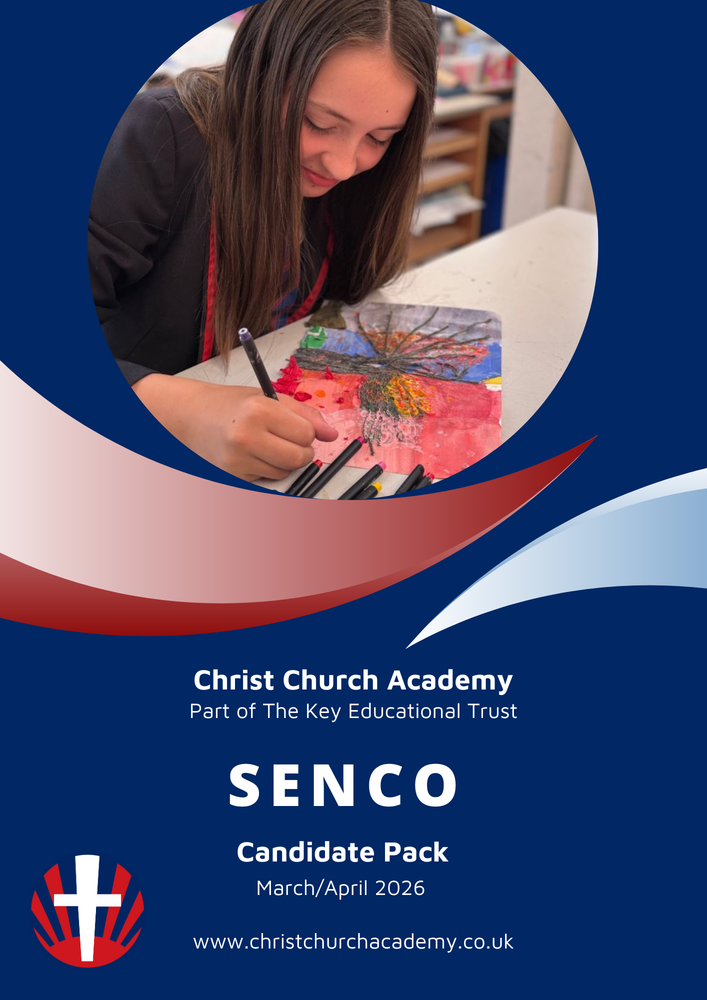 Christ Church Academy
Part of The Key Educational Trust
SENCO
Candidate Pack
March/April 2026
www.christchurchacademy.co.uk